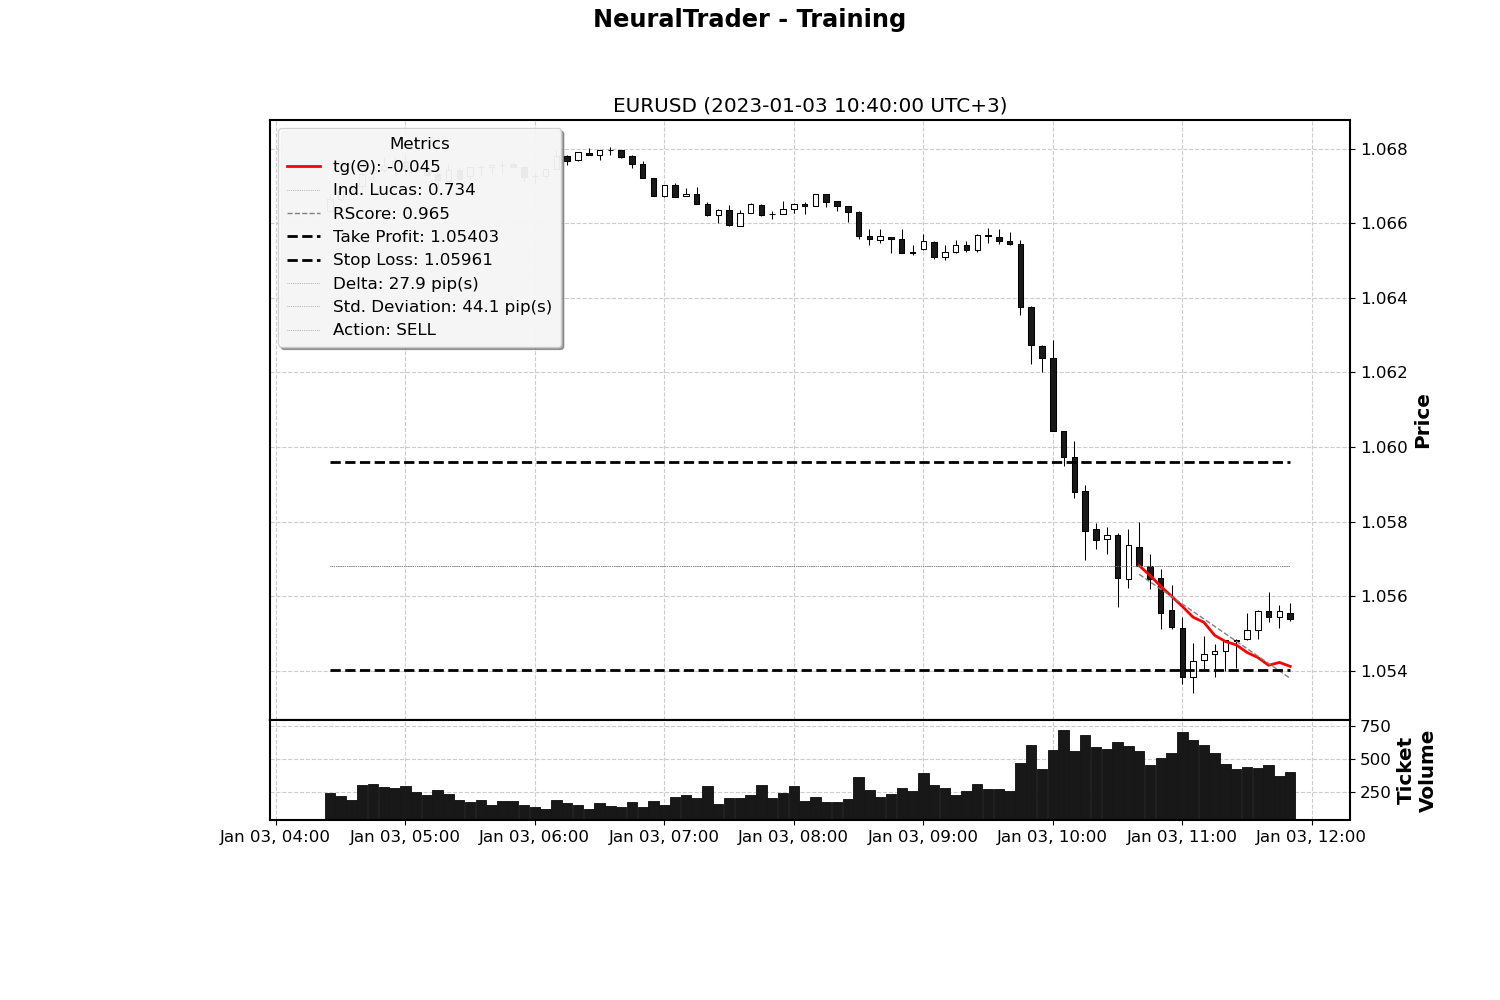 NeuralTrader - Training
EURUSD (2023-01-03 10:40:00 UTC+3)
Metrics
tg(Θ): -0.045
Ind. Lucas: 0.734
RScore: 0.965
Take Profit: 1.05403
Stop Loss: 1.05961
Delta: 27.9 pip(s)
Std. Deviation: 44.1 pip(s)
Action: SELL
1.068
1.066
1.064
1.062
1.060
1.058
1.056
1.054
Price
750
500
250
Ticket
Volume
Jan 03, 04:00 Jan 03, 05:00 Jan 03, 06:00 Jan 03, 07:00 Jan 03, 08:00 Jan 03, 09:00 Jan 03, 10:00 Jan 03, 11:00 Jan 03, 12:00